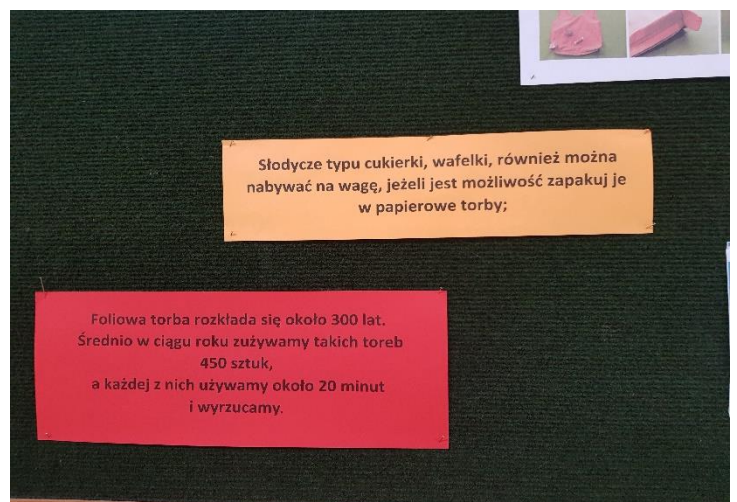 Słodycze typu cukierki, wafelki, również można
nabywać na wagę, jeżeli jest możliwość zapakuj je
w papierowe torby;
Foliowa torba rozkłada się około 300 lat.
Średnio w ciągu roku zużywamy takich toreb
450 sztuk,
a każdej z nich używamy około 20 minut
i wyrzucamy.